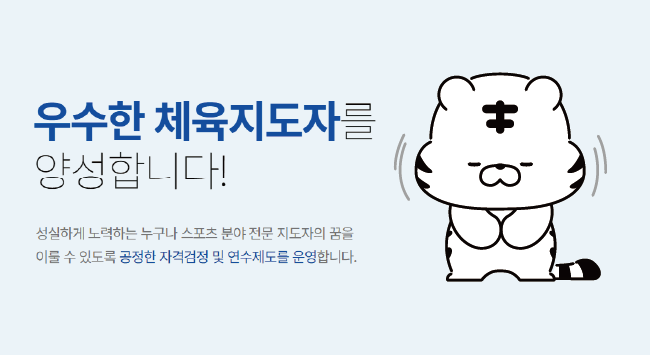 우수한 체육지도자를
양성합니다!
성실하게 노력하는 누구나 스포츠 분야 전문 지도자의 꿈을
이룰 수 있도록 공정한 자격검정 및 연수제도를 운영합니다.